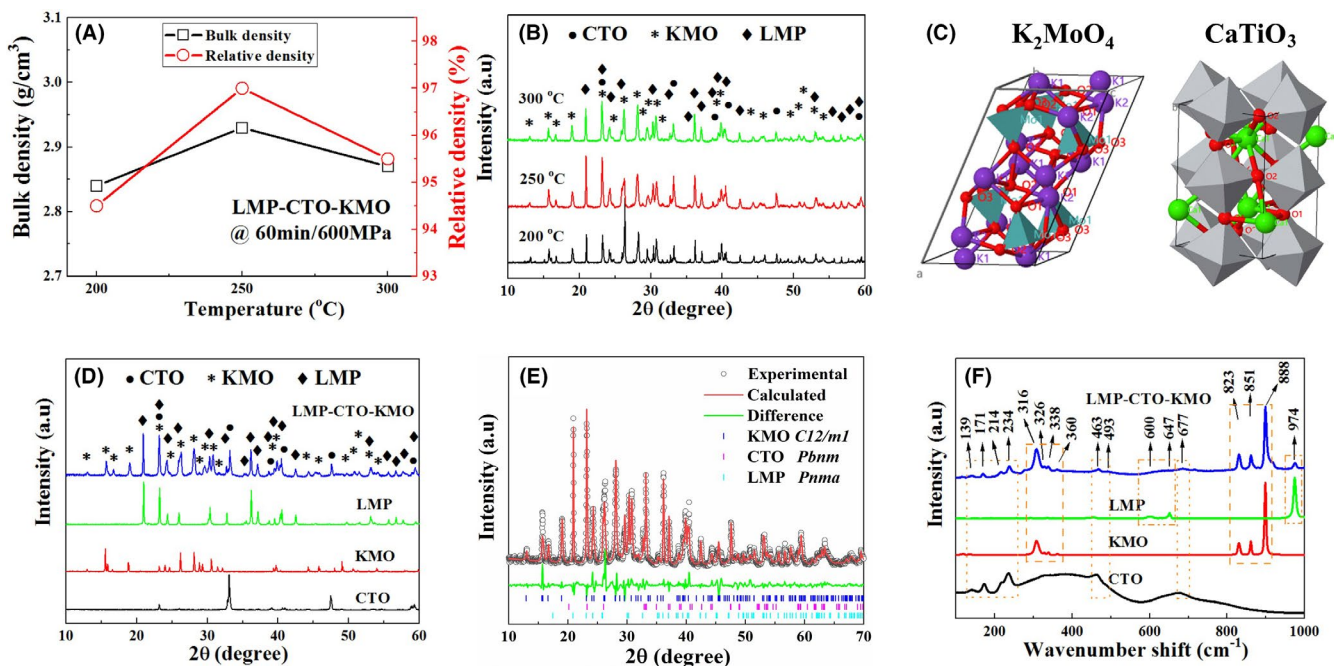 (A)
Bulk density
Relative density
3.1
3.0
2.9
2.8
2.7
Bulk density (g/cm³)
98
97
96
95
94
93
Relative density (%)
LMP-CTO-KMO
@ 60min/600MPa
200 250 300
Temperature (°C)
(B) ● CTO * KMO ♦ LMP
300 °C
250 °C
200 °C
Intensity (a.u)
10 20 30 40 50 60
2θ (degree)
(C) K₂MoO₄ CaTiO₃
(D) ● CTO * KMO ♦ LMP
LMP-CTO-KMO
LMP
KMO
CTO
Intensity (a.u)
10 20 30 40 50 60
2θ (degree)
(E)
Experimental
Calculated
Difference
KMO C12/m1
CTO Pbnm
LMP Pnma
Intensity (a.u)
10 20 30 40 50 60 70
2θ (degree)
(F)
LMP-CTO-KMO
139 171 214 234 316 326 338 360 463 493 600 647 677 823 851 888 974
LMP
KMO
CTO
Intensity (a.u)
200 400 600 800 1000
Wavenumber shift (cm⁻¹)